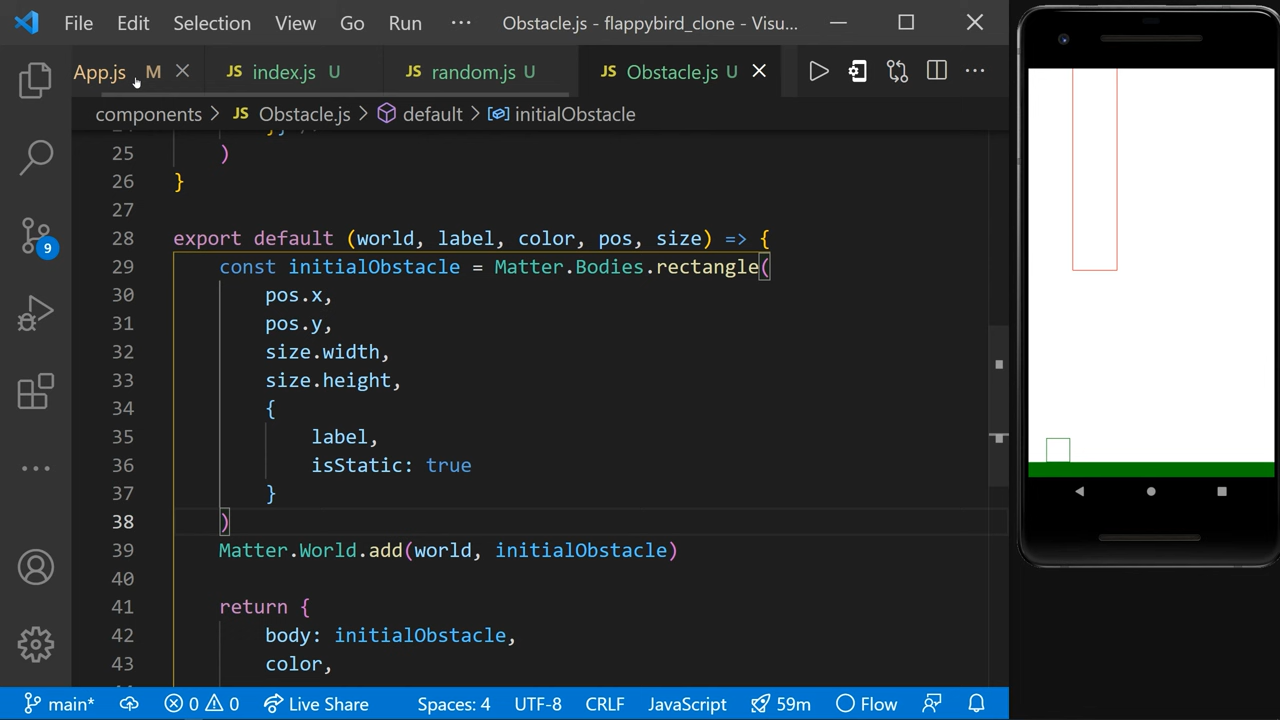 File Edit Selection View Go Run ··· Obstacle.js - flappybird_clone - Visu...
App.js M JS index.js U JS random.js U JS Obstacle.js U
components > JS Obstacle.js > default > initialObstacle
25 )
26 }
27
28 export default (world, label, color, pos, size) => {
29 const initialObstacle = Matter.Bodies.rectangle(
30 pos.x,
31 pos.y,
32 size.width,
33 size.height,
34 {
35 label,
36 isStatic: true
37 }
38 )
39 Matter.World.add(world, initialObstacle)
40
41 return {
42 body: initialObstacle,
43 color,
9
main* 0 0 Live Share Spaces: 4 UTF-8 CRLF JavaScript 59m Flow